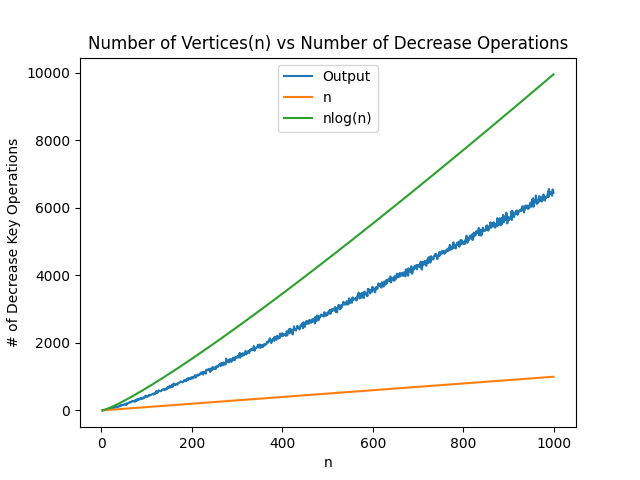 Number of Vertices(n) vs Number of Decrease Operations
Output
n
nlog(n)
# of Decrease Key Operations
10000
8000
6000
4000
2000
0
0 200 400 600 800 1000
n